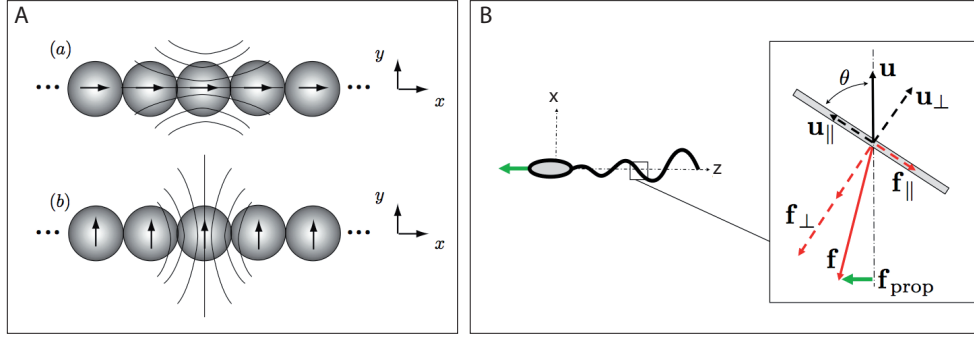 A
(a)
y
x
...
...
(b)
y
x
...
...
B
x
z
θ
u
u⊥
u∥
f∥
f⊥
f
fprop